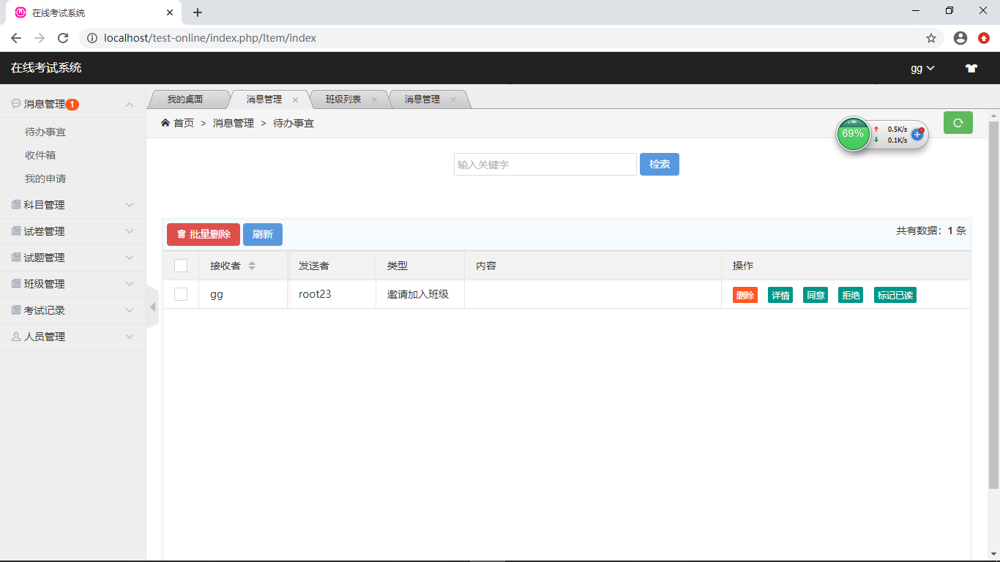 在线考试系统
localhost/test-online/index.php/Item/index
在线考试系统
gg
消息管理 1
待办事宜
收件箱
我的申请
科目管理
试卷管理
试题管理
班级管理
考试记录
人员管理
我的桌面 消息管理 班级列表 消息管理
首页 > 消息管理 > 待办事宜
69%
0.5K/s
0.1K/s
输入关键字 检索
批量删除 刷新 共有数据：1 条
接收者 发送者 类型 内容 操作
gg root23 邀请加入班级 删除 详情 同意 拒绝 标记已读